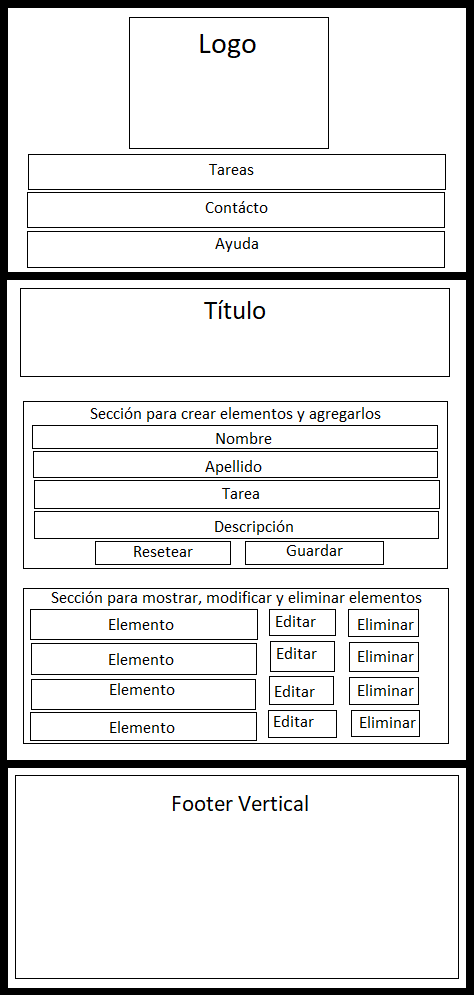 Logo
Tareas
Contácto
Ayuda
Título
Sección para crear elementos y agregarlos
Nombre
Apellido
Tarea
Descripción
Resetear Guardar
Sección para mostrar, modificar y eliminar elementos
Elemento Editar Eliminar
Elemento Editar Eliminar
Elemento Editar Eliminar
Elemento Editar Eliminar
Footer Vertical